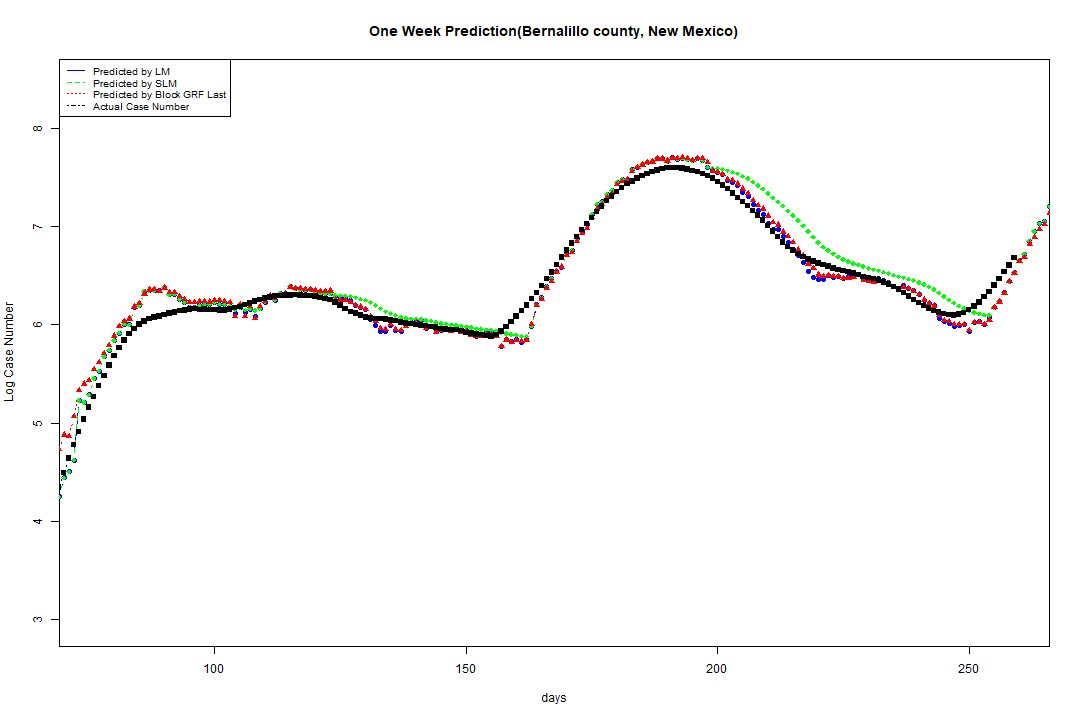 One Week Prediction(Bernalillo county, New Mexico)
Predicted by LM
Predicted by SLM
Predicted by Block GRF Last
Actual Case Number
8
7
6
5
4
3
Log Case Number
100 150 200 250
days